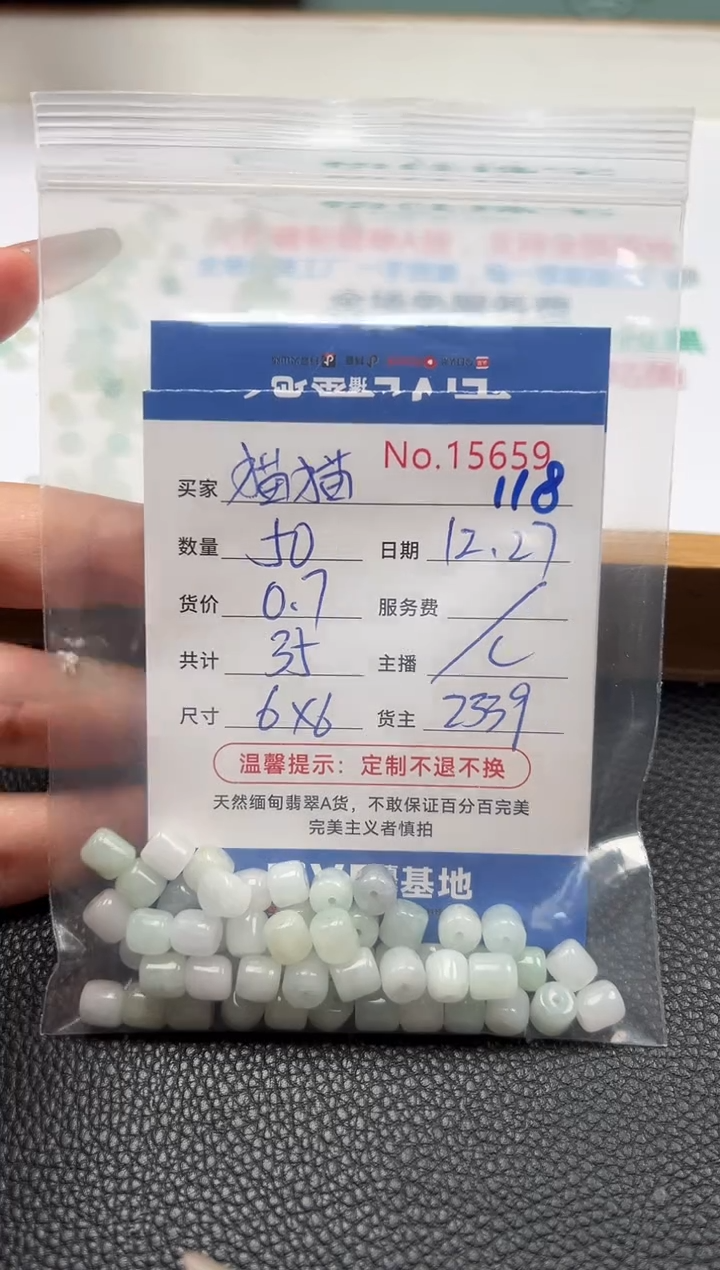 No.15659
买家 猫猫 118
数量 50 日期 12.27
货价 0.7 服务费
共计 35 主播
尺寸 6X6 货主 2339
温馨提示：定制不退不换
天然缅甸翡翠A货，不敢保证百分百完美
完美主义者慎拍
基地